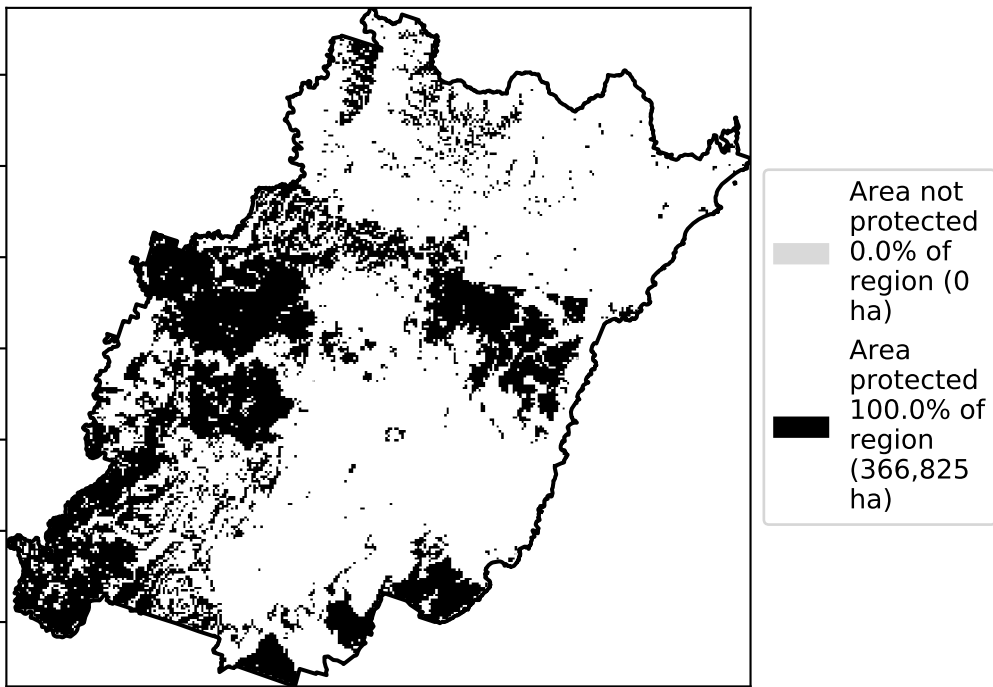 Area not
protected
0.0% of
region (0
ha)
Area
protected
100.0% of
region
(366,825
ha)